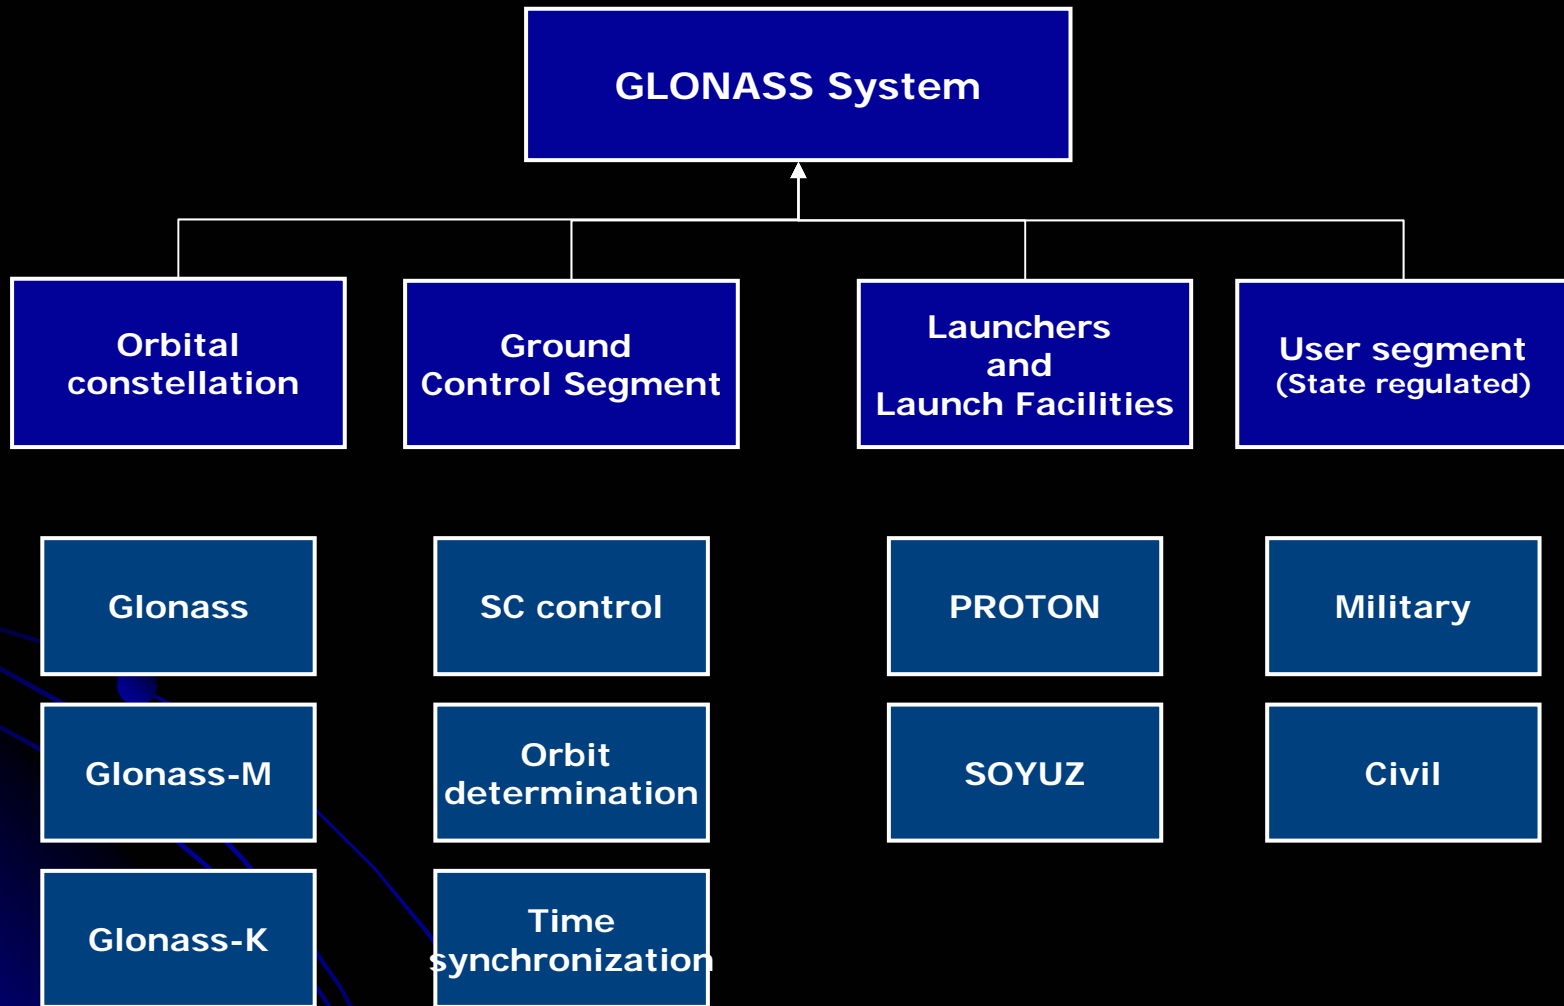 GLONASS System
Orbital
constellation
Ground
Control Segment
Launchers
and
Launch Facilities
User segment
(State regulated)
Glonass
SC control
PROTON
Military
Glonass-M
Orbit
determination
SOYUZ
Civil
Glonass-K
Time
synchronization